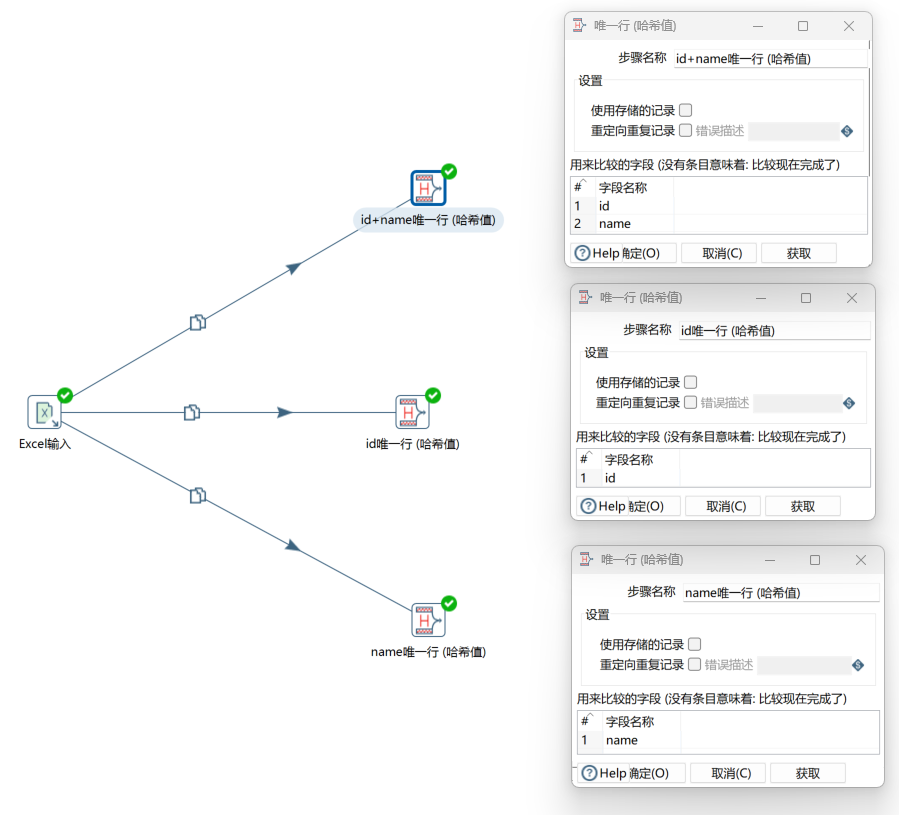 id+name唯一行 (哈希值)
Excel输入
id唯一行 (哈希值)
name唯一行 (哈希值)
唯一行 (哈希值)
步骤名称 id+name唯一行 (哈希值)
设置
使用存储的记录
重定向重复记录 错误描述
用来比较的字段 (没有条目意味着: 比较现在完成了)
# 字段名称
1 id
2 name
Help 确定(O) 取消(C) 获取
唯一行 (哈希值)
步骤名称 id唯一行 (哈希值)
设置
使用存储的记录
重定向重复记录 错误描述
用来比较的字段 (没有条目意味着: 比较现在完成了)
# 字段名称
1 id
Help 确定(O) 取消(C) 获取
唯一行 (哈希值)
步骤名称 name唯一行 (哈希值)
设置
使用存储的记录
重定向重复记录 错误描述
用来比较的字段 (没有条目意味着: 比较现在完成了)
# 字段名称
1 name
Help 确定(O) 取消(C) 获取